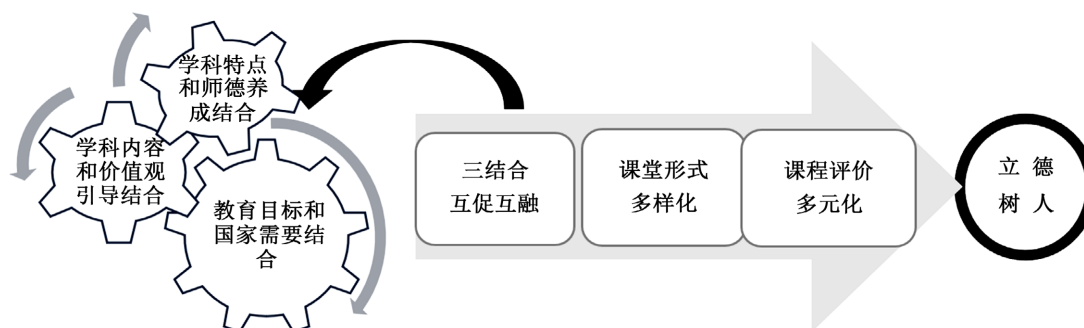 学科特点
和师德养
成结合
学科内容
和价值观
引导结合
教育目标和
国家需要结
合
三结合
互促互融
课堂形式
多样化
课程评价
多元化
立 德
树 人